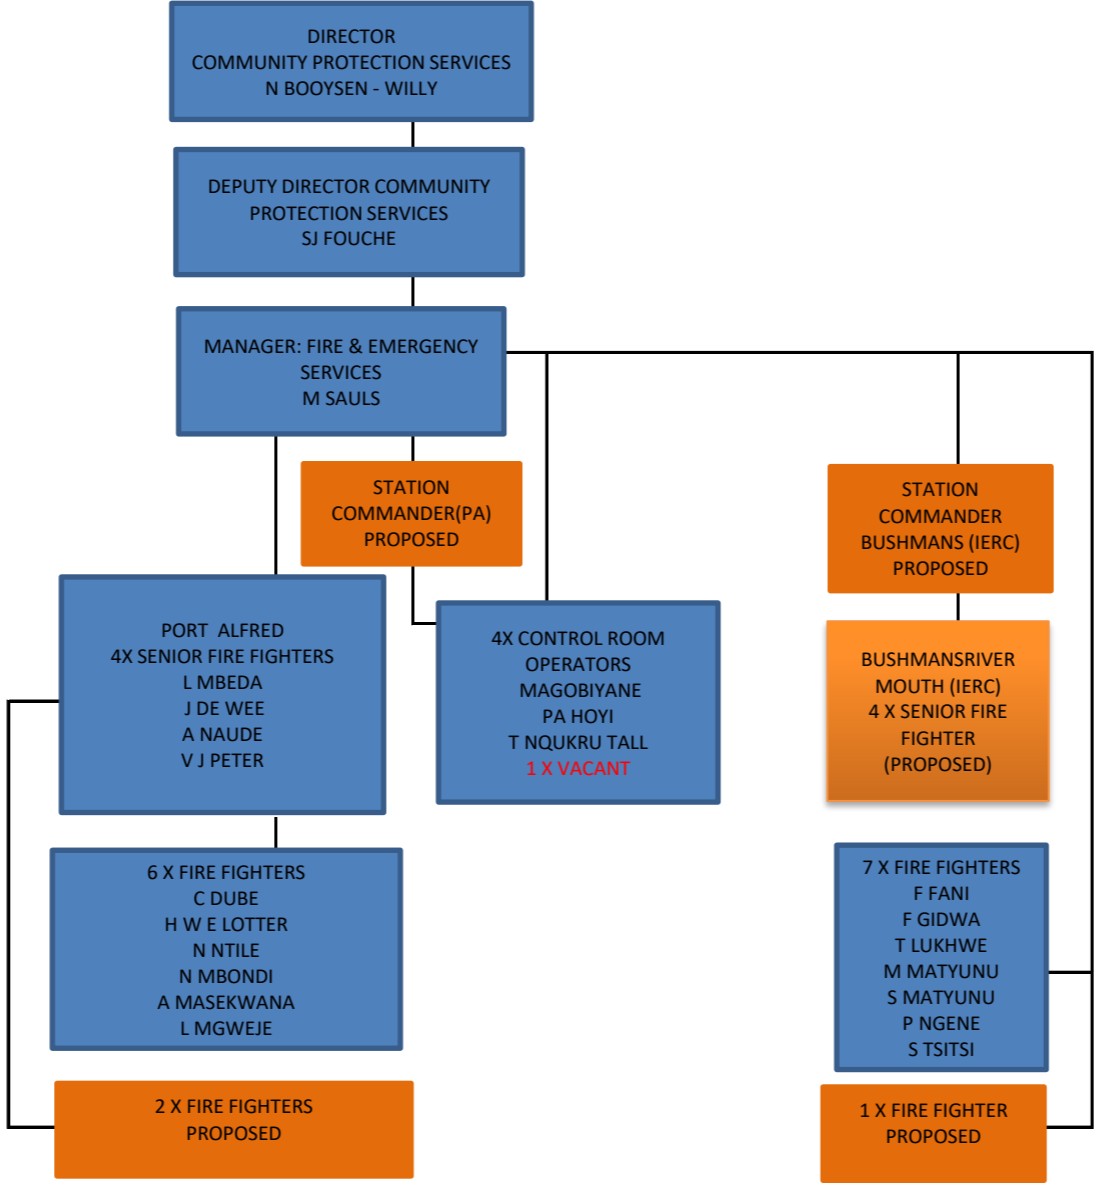 DIRECTOR
COMMUNITY PROTECTION SERVICES
N BOOYSEN - WILLY
DEPUTY DIRECTOR COMMUNITY
PROTECTION SERVICES
SJ FOUCHE
MANAGER: FIRE & EMERGENCY
SERVICES
M SAULS
STATION
COMMANDER(PA)
PROPOSED
STATION
COMMANDER
BUSHMANS (IERC)
PROPOSED
PORT ALFRED
4X SENIOR FIRE FIGHTERS
L MBEDA
J DE WEE
A NAUDE
V J PETER
4X CONTROL ROOM
OPERATORS
MAGOBIYANE
PA HOYI
T NQUKRU TALL
1 X VACANT
BUSHMANSRIVER
MOUTH (IERC)
4 X SENIOR FIRE
FIGHTER
(PROPOSED)
6 X FIRE FIGHTERS
C DUBE
H W E LOTTER
N NTILE
N MBONDI
A MASEKWANA
L MGWEJE
7 X FIRE FIGHTERS
F FANI
F GIDWA
T LUKHWE
M MATYUNU
S MATYUNU
P NGENE
S TSITSI
2 X FIRE FIGHTERS
PROPOSED
1 X FIRE FIGHTER
PROPOSED